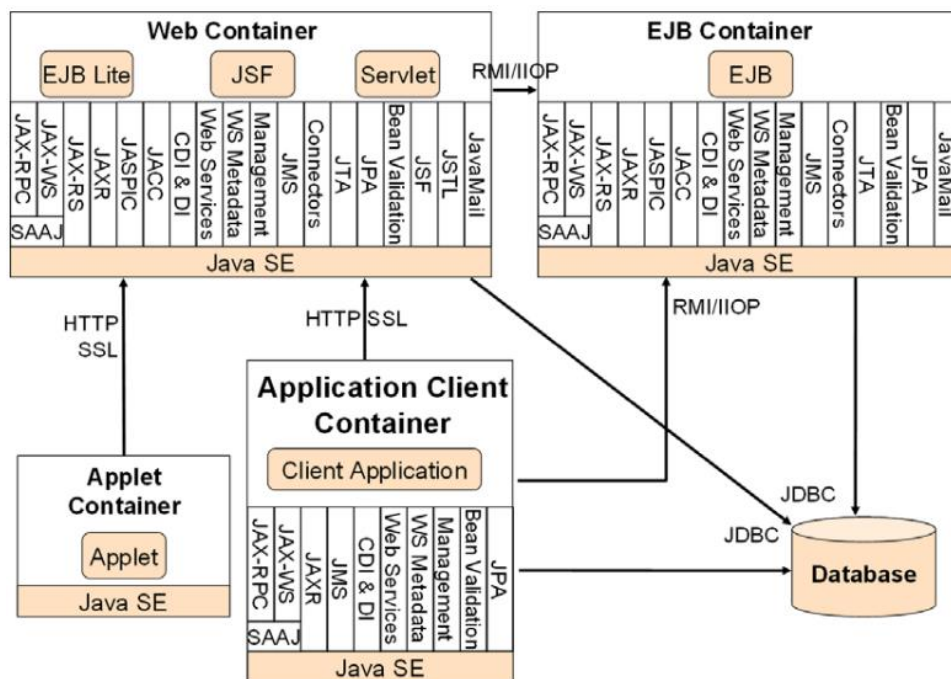 Web Container
EJB Lite
JSF
Servlet
JAX-RPC
JAX-WS
SAAJ
JAX-RS
JAXR
JASPIC
JACC
CDI & DI
Web Services
WS Metadata
Management
JMS
Connectors
JTA
JPA
Bean Validation
JSF
JSTL
JavaMail
Java SE
RMI/IIOP
EJB Container
EJB
JAX-RPC
JAX-WS
SAAJ
JAX-RS
JAXR
JASPIC
JACC
CDI & DI
Web Services
WS Metadata
Management
JMS
Connectors
JTA
Bean Validation
JPA
JavaMail
Java SE
HTTP
SSL
HTTP SSL
RMI/IIOP
Applet
Container
Applet
Java SE
Application Client
Container
Client Application
JAX-RPC
JAX-WS
SAAJ
JAXR
JMS
CDI & DI
Web Services
WS Metadata
Management
Bean Validation
JPA
Java SE
JDBC
JDBC
Database